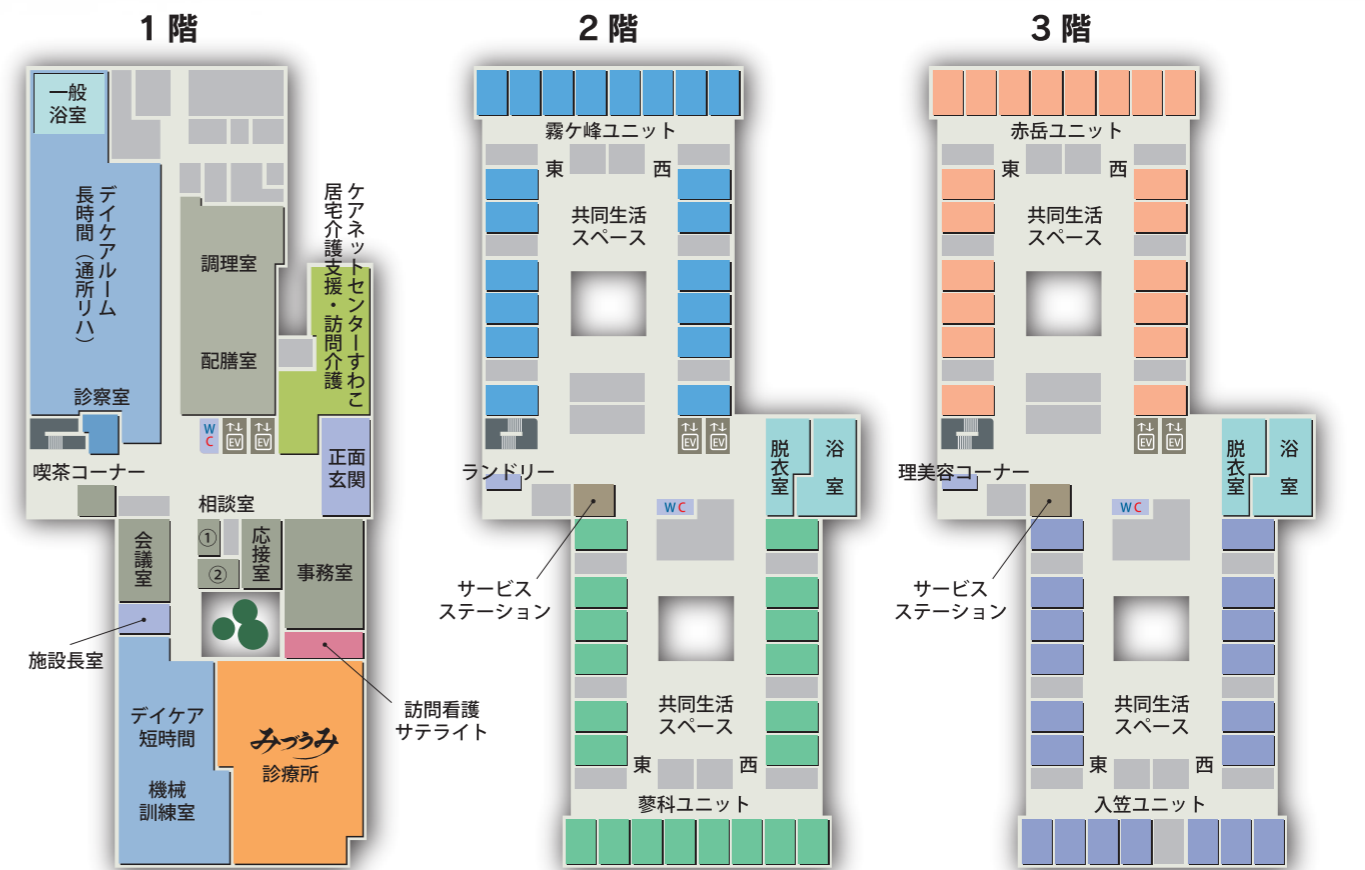 1階
一般
浴室
デイケアルーム
長時間（通所リハ）
診察室
調理室
配膳室
ケアネットセンターすわこ
居宅介護支援・訪問介護
WC
EV
EV
正面
玄関
喫茶コーナー
相談室
①
②
会議室
応接室
事務室
施設長室
訪問看護
サテライト
デイケア
短時間
機械
訓練室
みづうみ
診療所
2階
霧ケ峰ユニット
東
西
共同生活
スペース
EV
EV
ランドリー
脱衣室
浴室
WC
サービス
ステーション
共同生活
スペース
東
西
蓼科ユニット
3階
赤岳ユニット
東
西
共同生活
スペース
EV
EV
理美容コーナー
脱衣室
浴室
WC
サービス
ステーション
共同生活
スペース
東
西
入笠ユニット